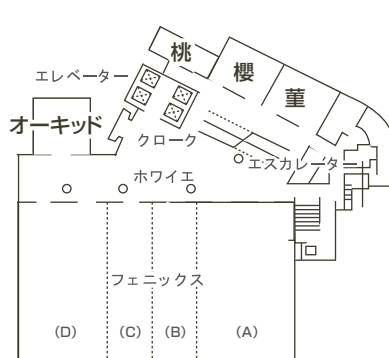 桃
櫻
エレベーター
菫
オーキッド
クローク
エスカレータ
ホワイエ
フェニックス
(D)
(C)
(B)
(A)